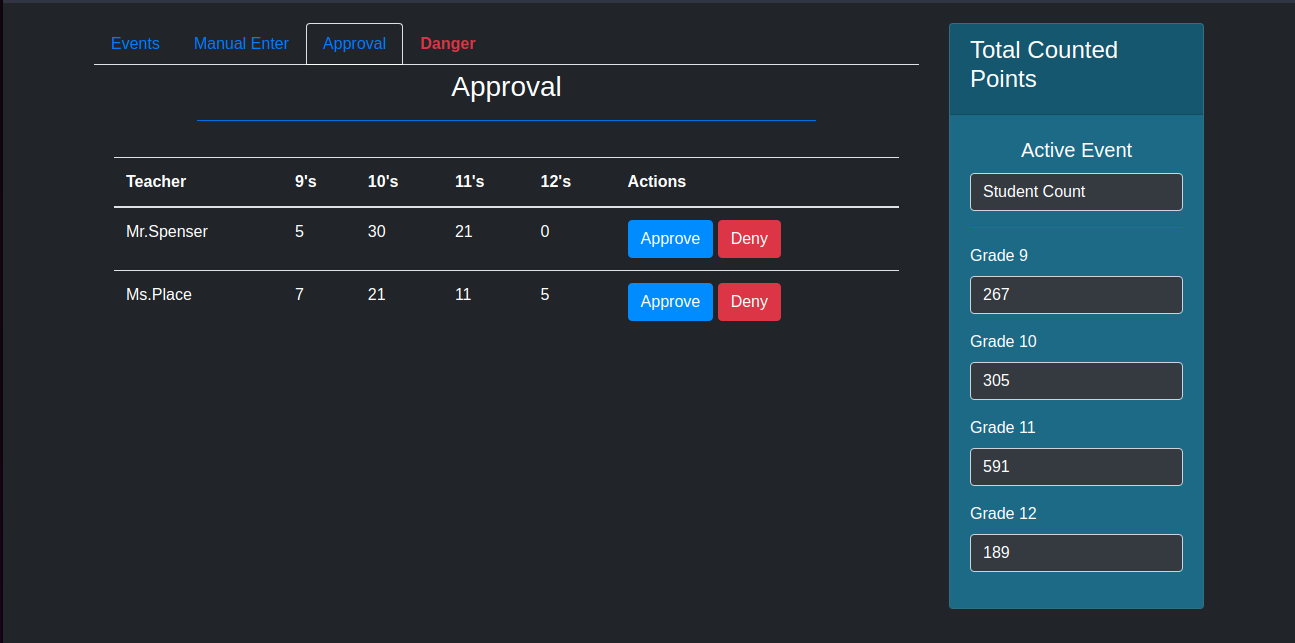 Events Manual Enter Approval Danger
Approval
Teacher 9's 10's 11's 12's Actions
Mr.Spenser 5 30 21 0 Approve Deny
Ms.Place 7 21 11 5 Approve Deny
Total Counted
Points
Active Event
Student Count
Grade 9
267
Grade 10
305
Grade 11
591
Grade 12
189